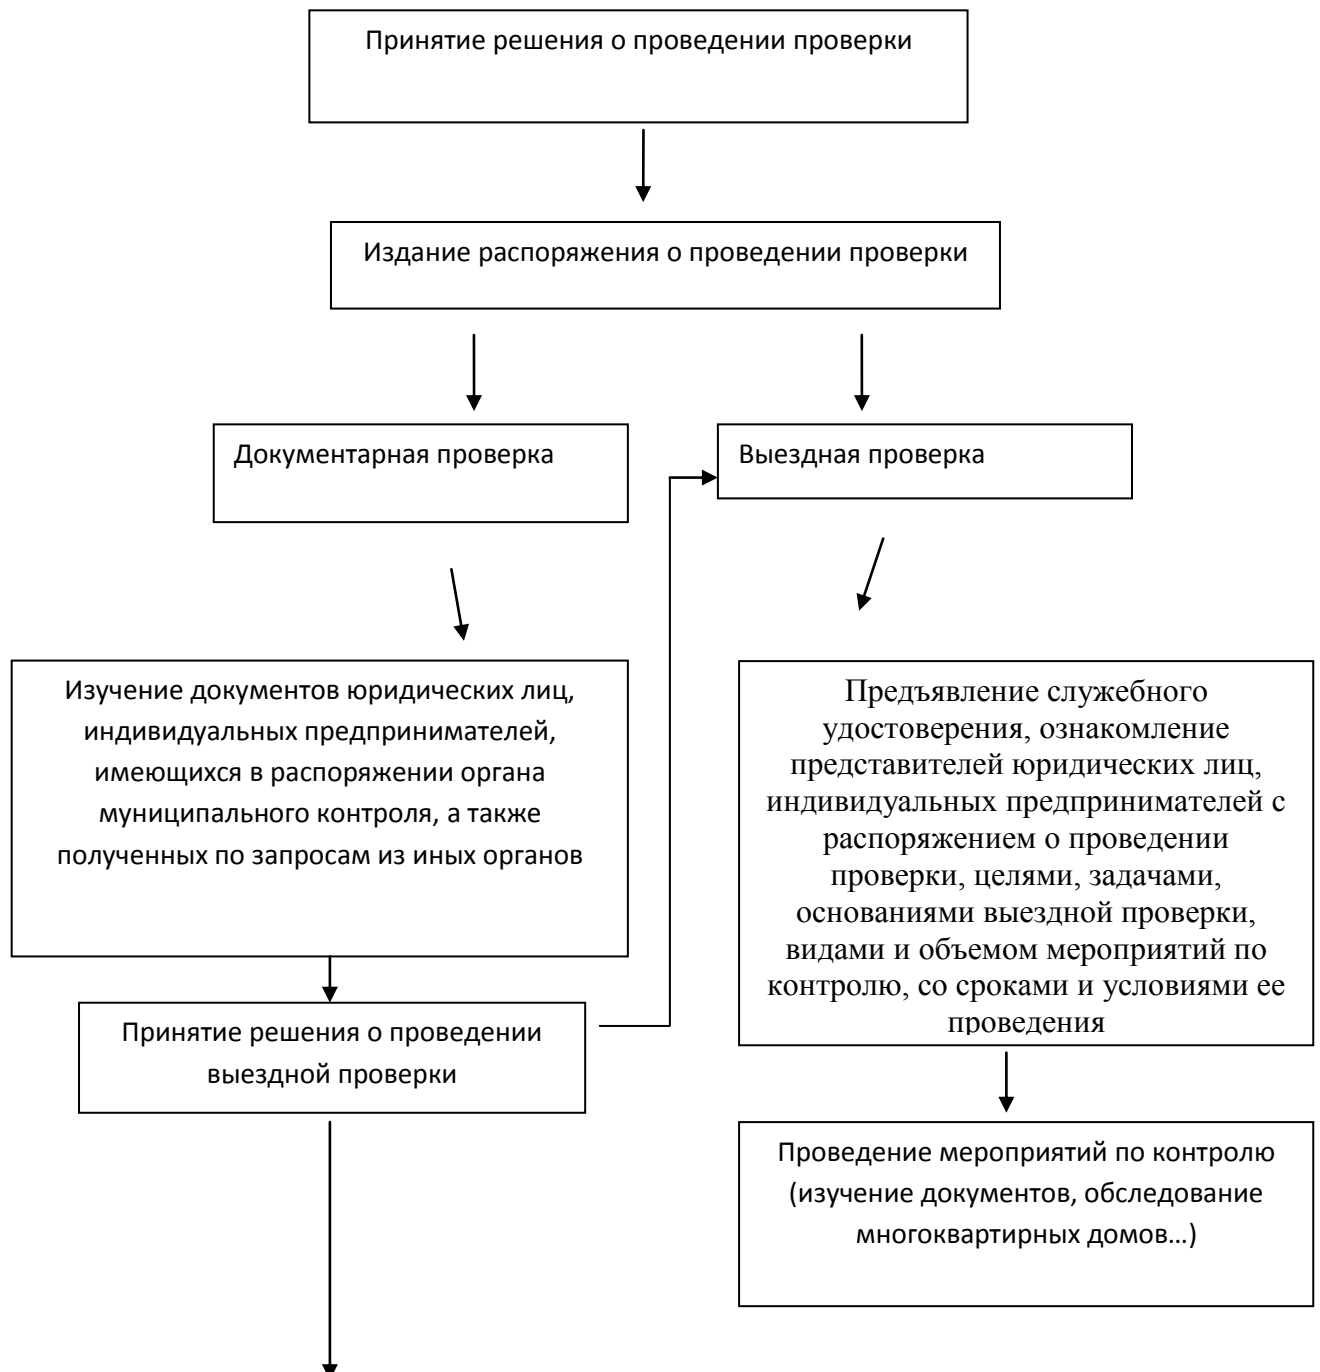 Принятие решения о проведении проверки
Издание распоряжения о проведении проверки
Документарная проверка
Выездная проверка
Изучение документов юридических лиц,
индивидуальных предпринимателей,
имеющихся в распоряжении органа
муниципального контроля, а также
полученных по запросам из иных органов
Предъявление служебного
удостоверения, ознакомление
представителей юридических лиц,
индивидуальных предпринимателей с
распоряжением о проведении
проверки, целями, задачами,
основаниями выездной проверки,
видами и объемом мероприятий по
контролю, со сроками и условиями ее
проведения
Принятие решения о проведении
выездной проверки
Проведение мероприятий по контролю
(изучение документов, обследование
многоквартирных домов…)